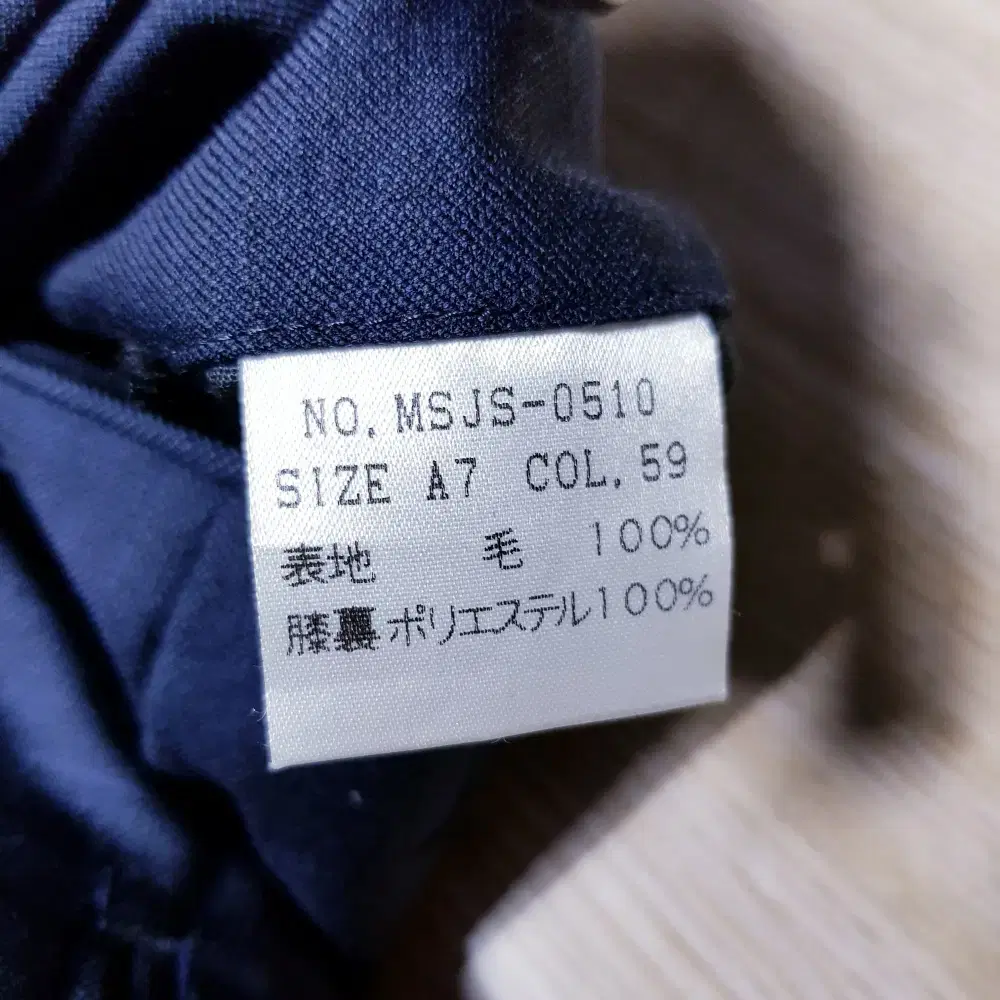 NO. MSJS-0510
SIZE A7 COL. 59
表地 毛 100%
膝裏 ポリエステル100%